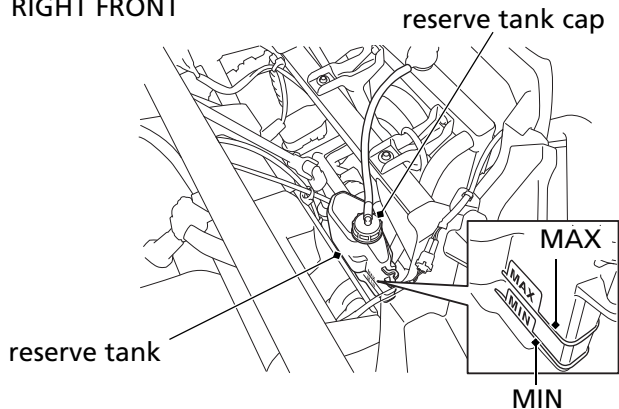 RIGHT FRONT
reserve tank cap
MAX
MAX
MIN
reserve tank
MIN